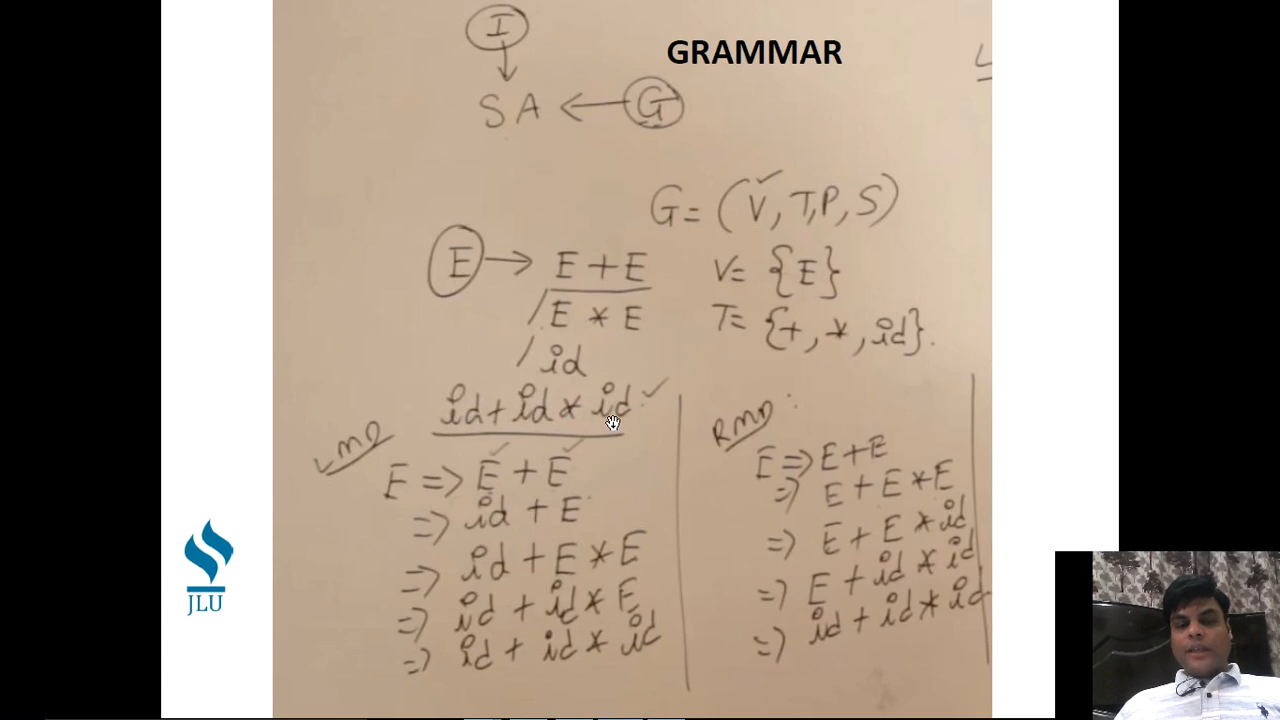 I
GRAMMAR
SA ← G
G = (V, T, P, S)
E → E + E
/ E * E
/ id
V = {E}
T = {+, *, id}.
id + id * id
LMD
E => E + E
=> id + E
=> id + E * E
=> id + id * E
=> id + id * id
RMD
E => E + E
=> E + E * E
=> E + E * id
=> E + id * id
=> id + id * id
JLU